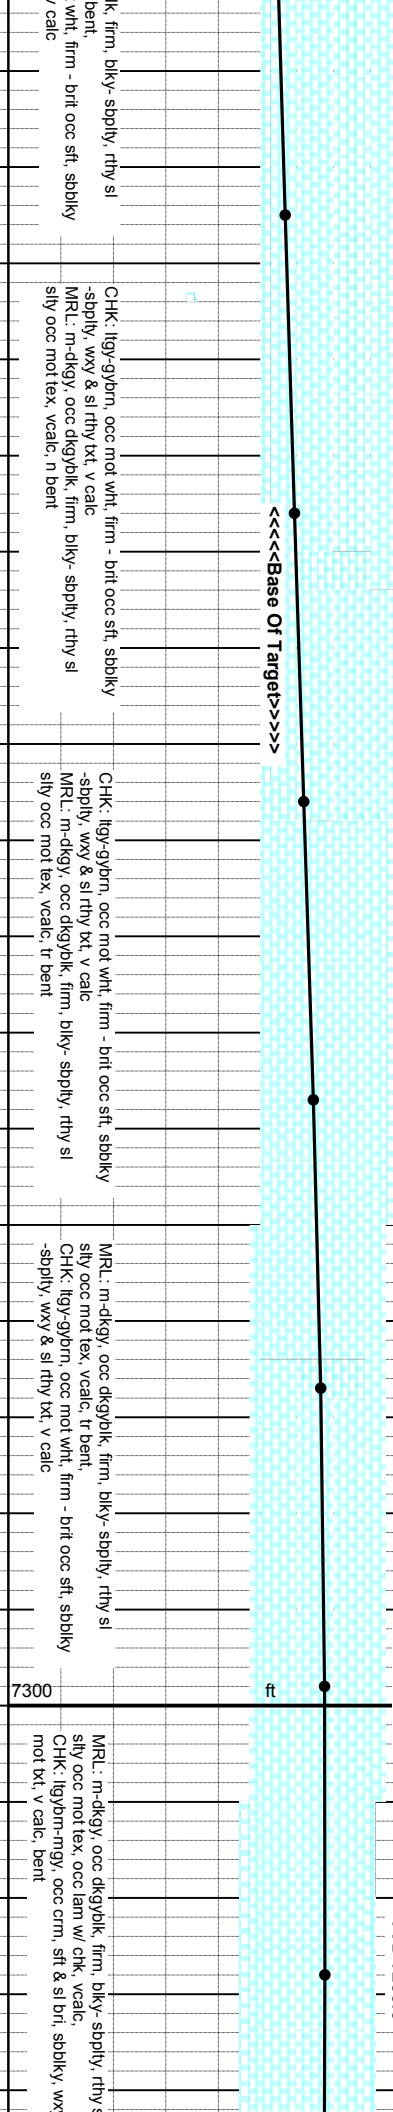 lk, firm, blky- sbplty, rthy sl
bent,
wht, firm - brit occ sft, sbblky
calc
CHK: ltgy-gybrn, occ mot wht, firm - brit occ sft, sbblky
-sbplty, wxy & sl rthy txt, v calc
MRL: m-dkgy, occ dkgyblk, firm, blky- sbplty, rthy sl
slty occ mot tex, vcalc, n bent
<<<<<Base Of Target>>>>>
CHK: ltgy-gybrn, occ mot wht, firm - brit occ sft, sbblky
-sbplty, wxy & sl rthy txt, v calc
MRL: m-dkgy, occ dkgyblk, firm, blky- sbplty, rthy sl
slty occ mot tex, vcalc, tr bent
MRL: m-dkgy, occ dkgyblk, firm, blky- sbplty, rthy sl
slty occ mot tex, vcalc, tr bent,
CHK: ltgy-gybrn, occ mot wht, firm - brit occ sft, sbblky
-sbplty, wxy & sl rthy txt, v calc
7300 ft
MRL: m-dkgy, occ dkgyblk, firm, blky- sbplty, rthy s
slty occ mot tex, occ lam w/ chk, vcalc,
CHK: ltgybrn-mgy, occ crm, sft & sl bri, sbblky, wxy
mot txt, v calc, bent